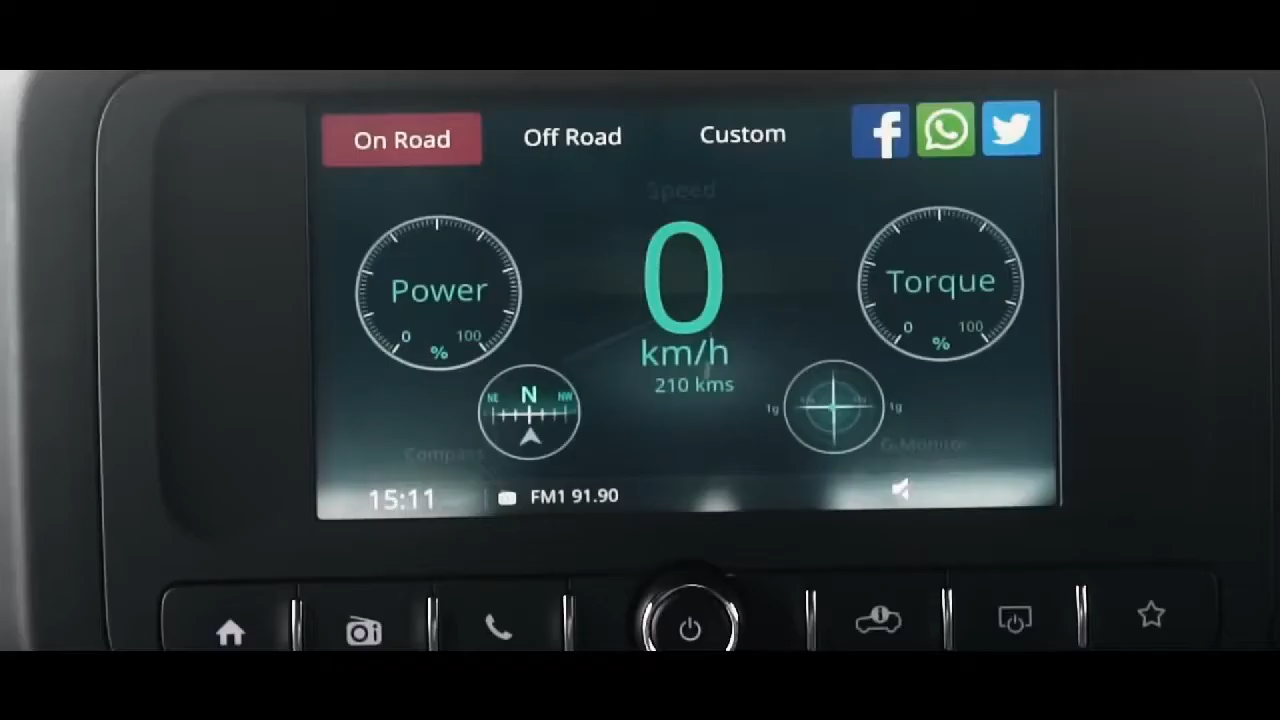 On Road Off Road Custom
Speed
Power
0 100
%
0
km/h
210 kms
Torque
0 100
%
NE N NW
Compass
1g 1g
G-Monitor
15:11 FM1 91.90